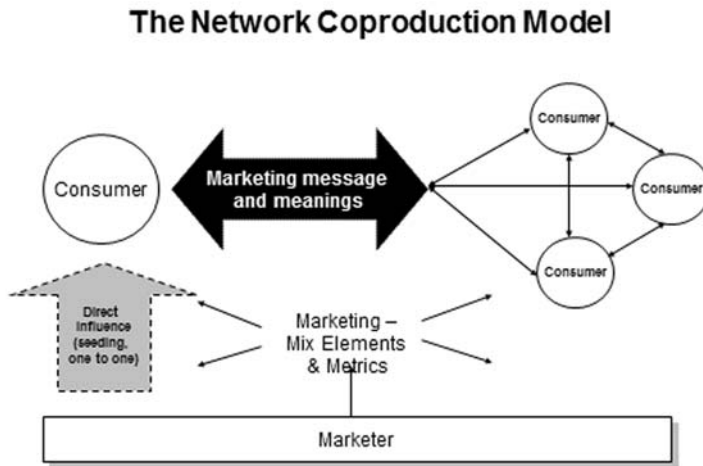 The Network Coproduction Model
Consumer
Marketing message
and meanings
Consumer
Consumer
Consumer
Direct
Influence
(seeding,
one to one)
Marketing –
Mix Elements
& Metrics
Marketer